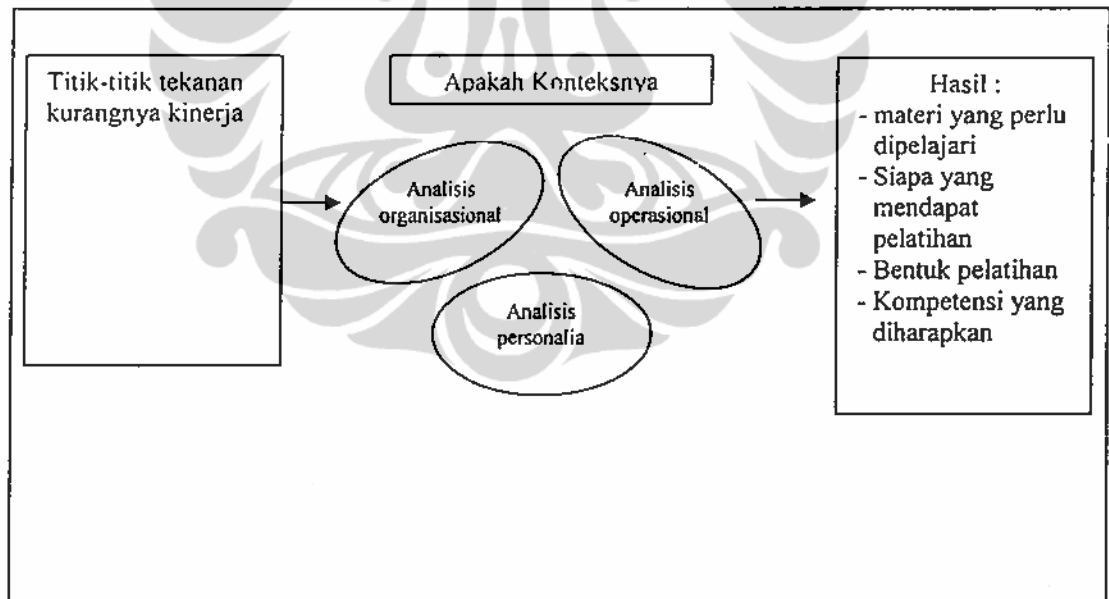 Titik-titik tekanan
kurangnya kinerja
Apakah Konteksnya
Analisis
organisasional
Analisis
operasional
Analisis
personalia
Hasil :
- materi yang perlu
dipelajari
- Siapa yang
mendapat
pelatihan
- Bentuk pelatihan
- Kompetensi yang
diharapkan